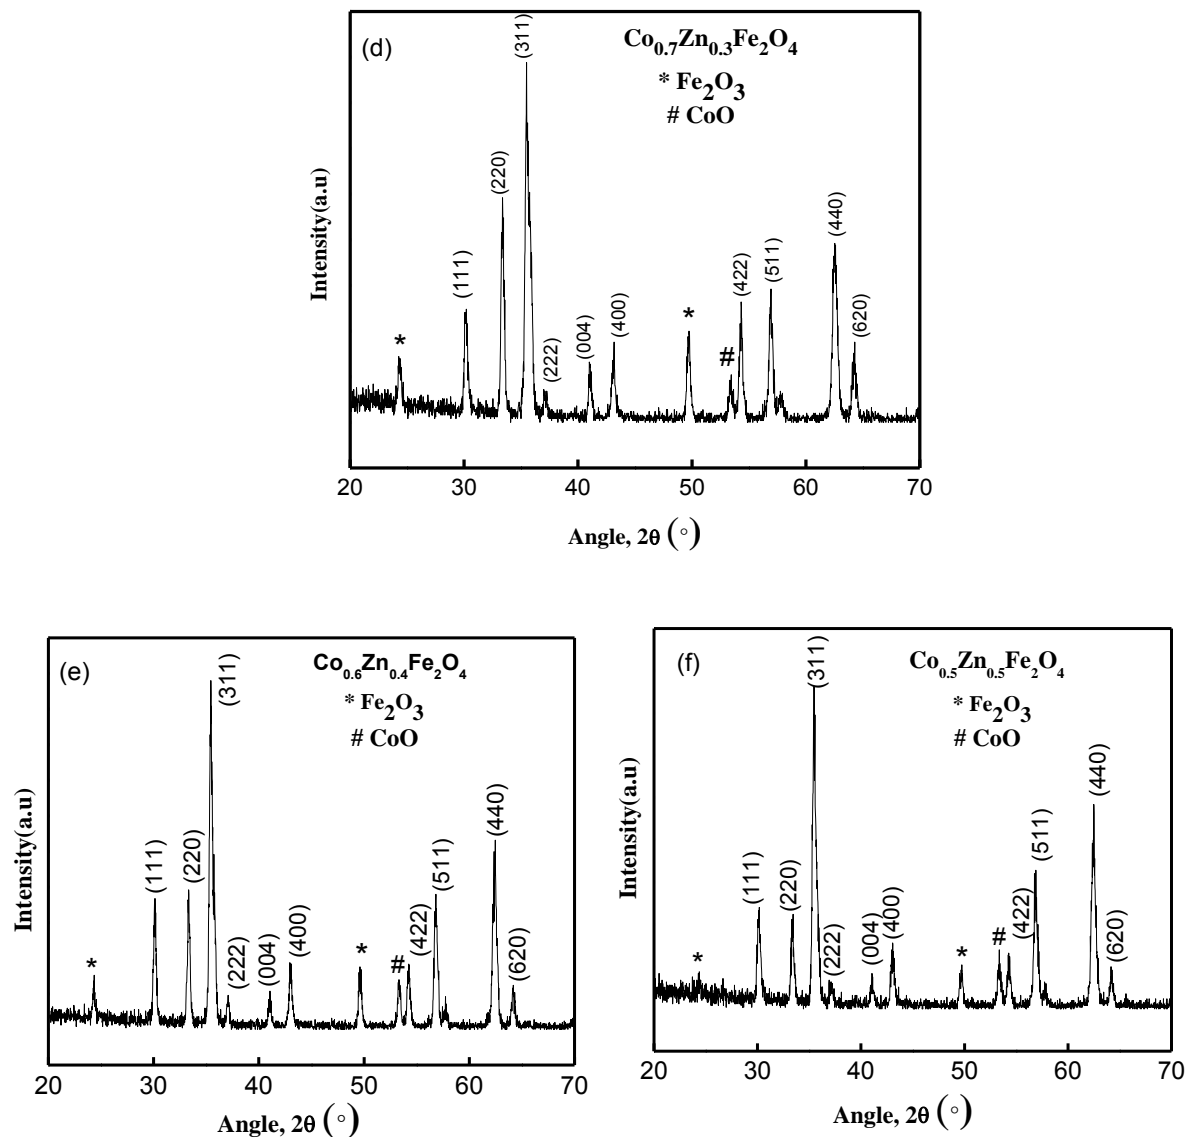 (d)
Co0.7Zn0.3Fe2O4
* Fe2O3
# CoO
Intensity(a.u)
*
(111)
(220)
(311)
(222)
(004)
(400)
*
#
(422)
(511)
(440)
(620)
20 30 40 50 60 70
Angle, 2θ (°)
(e)
Co0.6Zn0.4Fe2O4
* Fe2O3
# CoO
Intensity(a.u)
*
(111)
(220)
(311)
(222)
(004)
(400)
*
#
(422)
(511)
(440)
(620)
20 30 40 50 60 70
Angle, 2θ (°)
(f)
Co0.5Zn0.5Fe2O4
* Fe2O3
# CoO
Intensity(a.u)
*
(111)
(220)
(311)
(222)
(004)
(400)
*
#
(422)
(511)
(440)
(620)
20 30 40 50 60 70
Angle, 2θ (°)